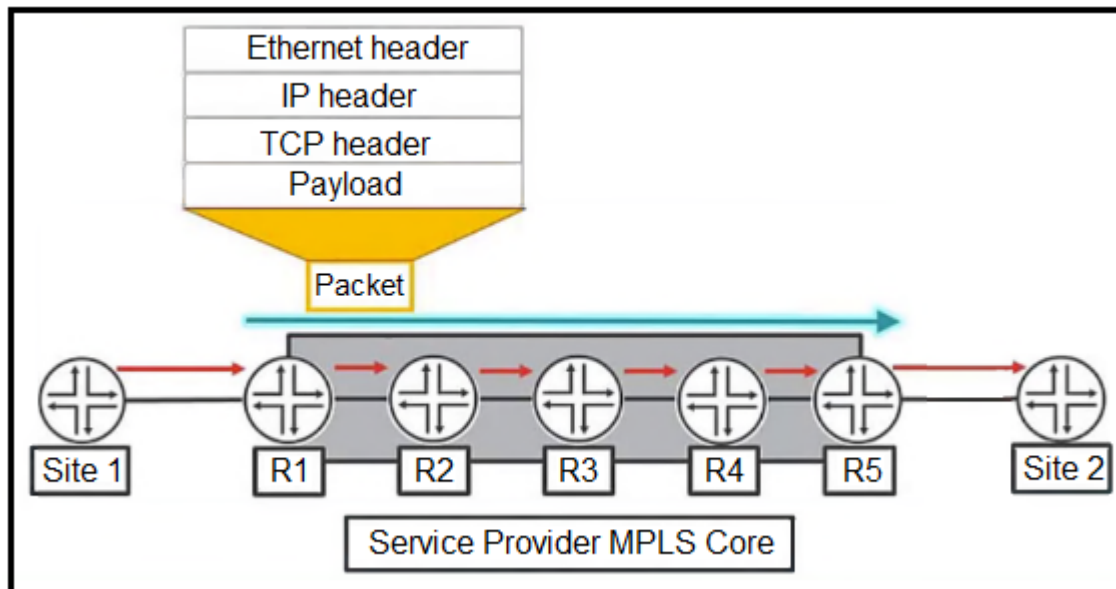 Ethernet header
IP header
TCP header
Payload
Packet
Site 1
R1
R2
R3
R4
R5
Site 2
Service Provider MPLS Core